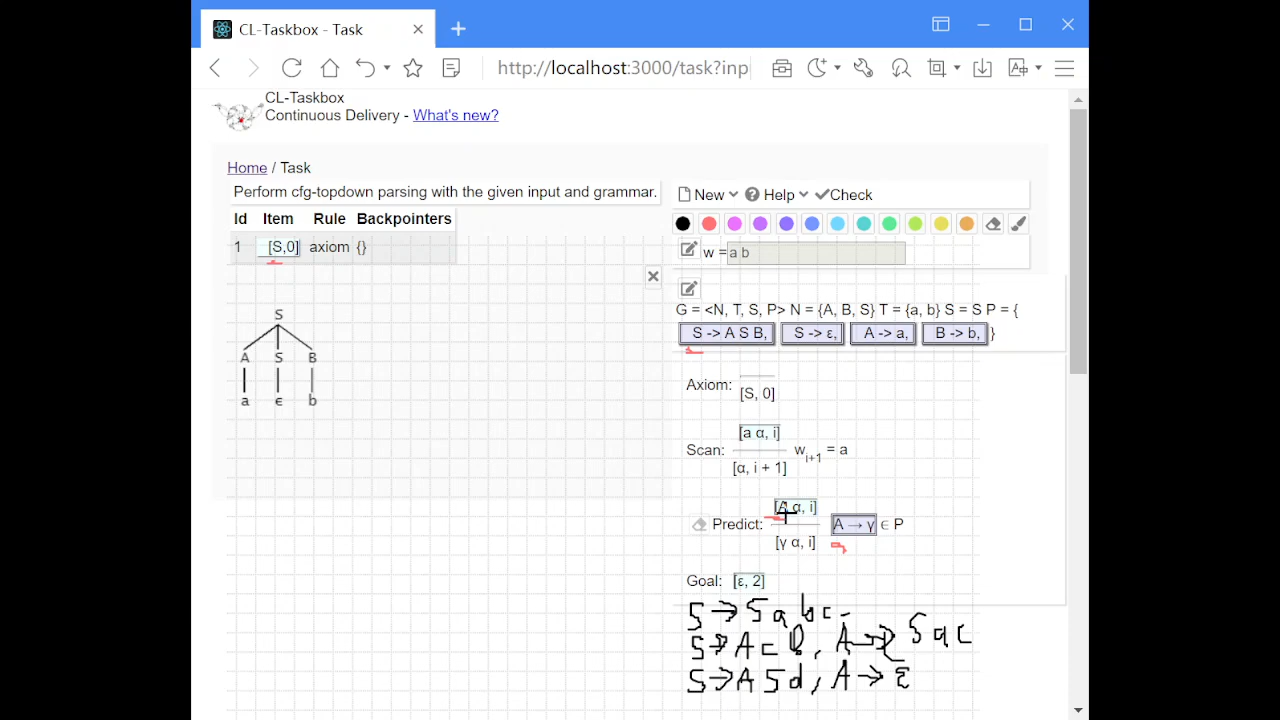 CL-Taskbox - Task
http://localhost:3000/task?inp
CL-Taskbox
Continuous Delivery - What's new?
Home / Task
Perform cfg-topdown parsing with the given input and grammar.
New Help Check
Id Item Rule Backpointers
1 [S,0] axiom {}
w = a b
G = <N, T, S, P> N = {A, B, S} T = {a, b} S = S P = {
S -> A S B, S -> ε, A -> a, B -> b, }
S
A S B
a ϵ b
Axiom: [S, 0]
Scan: [a α, i]
[α, i + 1]
w i+1 = a
Predict: [A α, i]
[γ α, i]
A → γ ∈ P
Goal: [ε, 2]
S → S a b c
S → A c B, A → S a c
S → A S d, A → ε